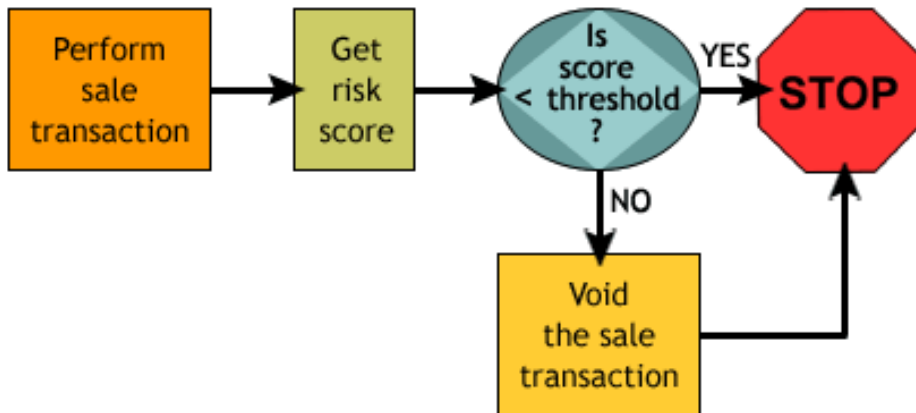 Perform
sale
transaction
Get
risk
score
Is
score
< threshold
?
YES
STOP
NO
Void
the sale
transaction